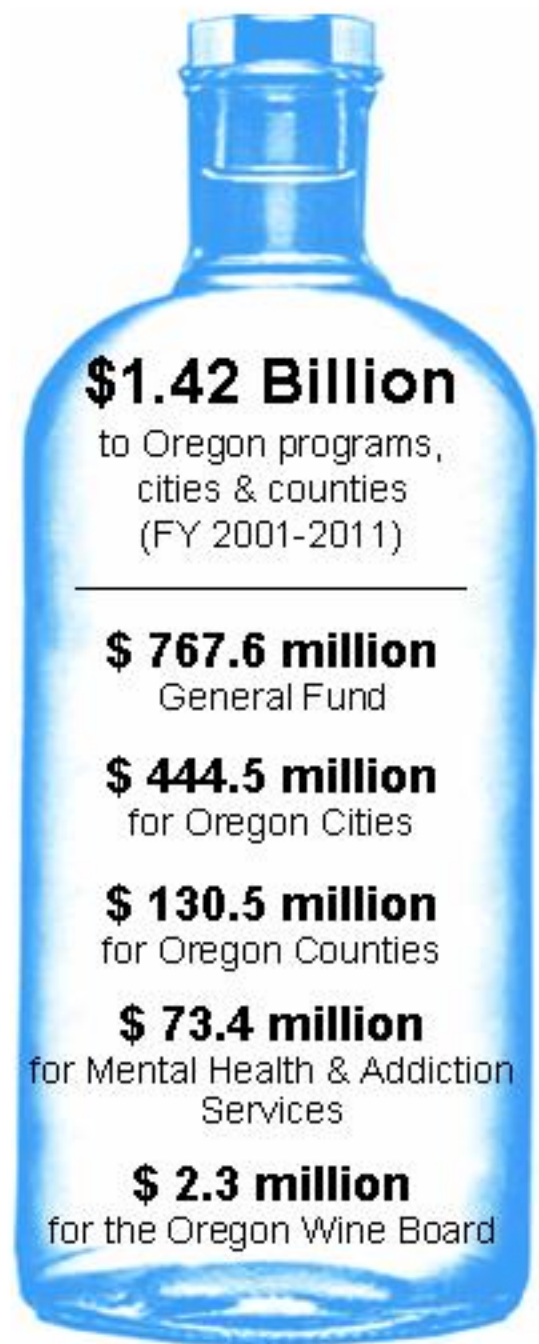 $1.42 Billion
to Oregon programs,
cities & counties
(FY 2001-2011)
$ 767.6 million
General Fund
$ 444.5 million
for Oregon Cities
$ 130.5 million
for Oregon Counties
$ 73.4 million
for Mental Health & Addiction
Services
$ 2.3 million
for the Oregon Wine Board